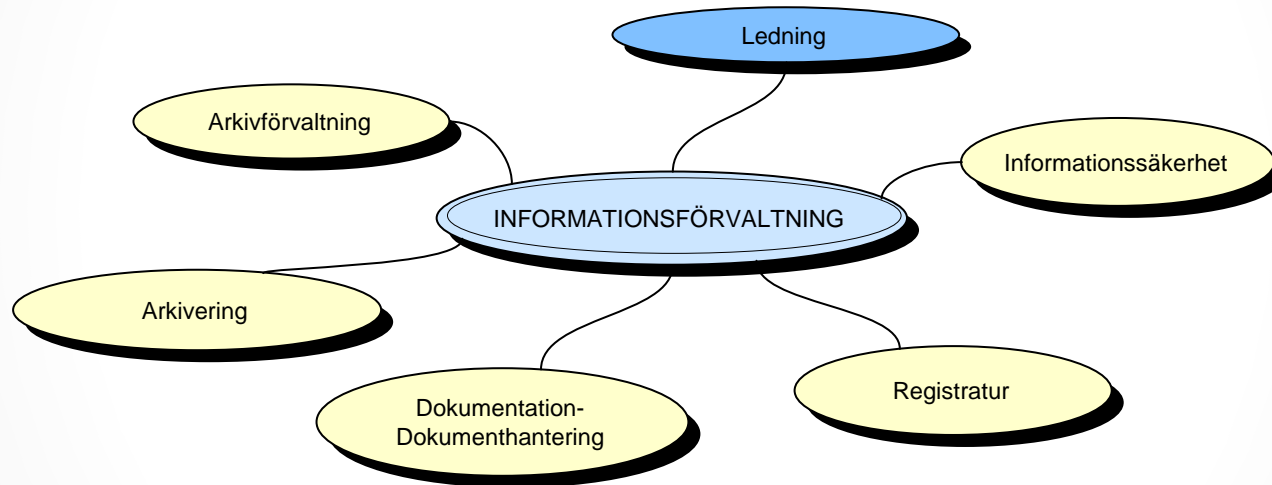 Ledning
Arkivförvaltning
Informationssäkerhet
INFORMATIONSFÖRVALTNING
Arkivering
Dokumentation-
Dokumenthantering
Registratur